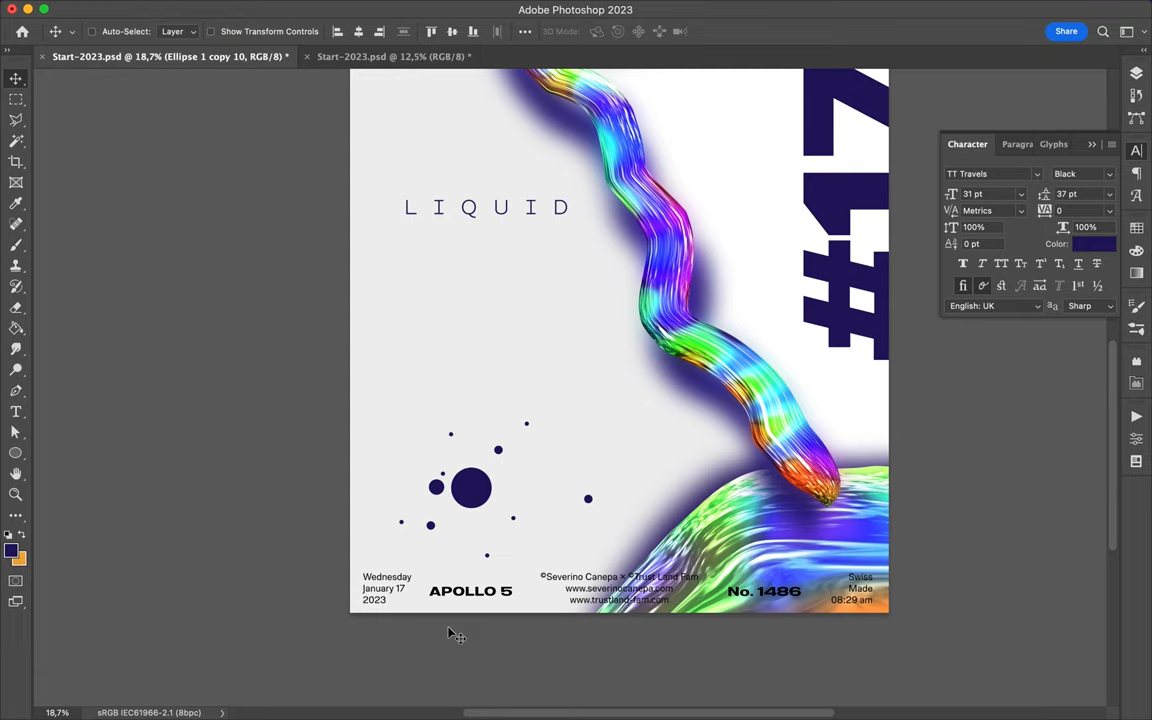 Adobe Photoshop 2023
Auto-Select: Layer Show Transform Controls 3D Mode: Share
Start-2023.psd @ 18,7% (Ellipse 1 copy 10, RGB/8) *
Start-2023.psd @ 12,5% (RGB/8) *
#17
Character Paragra Glyphs
TT Travels Black
31 pt 37 pt
Metrics 0
100% 100%
0 pt Color:
English: UK Sharp
LIQUID
Wednesday
January 17
2023
APOLLO 5
©Severino Canepa × ©Trust Land Fam
www.severinocanepa.com
www.trustland-fam.com
No. 1486
Swiss
Made
08:29 am
18,7% sRGB IEC61966-2.1 (8bpc)